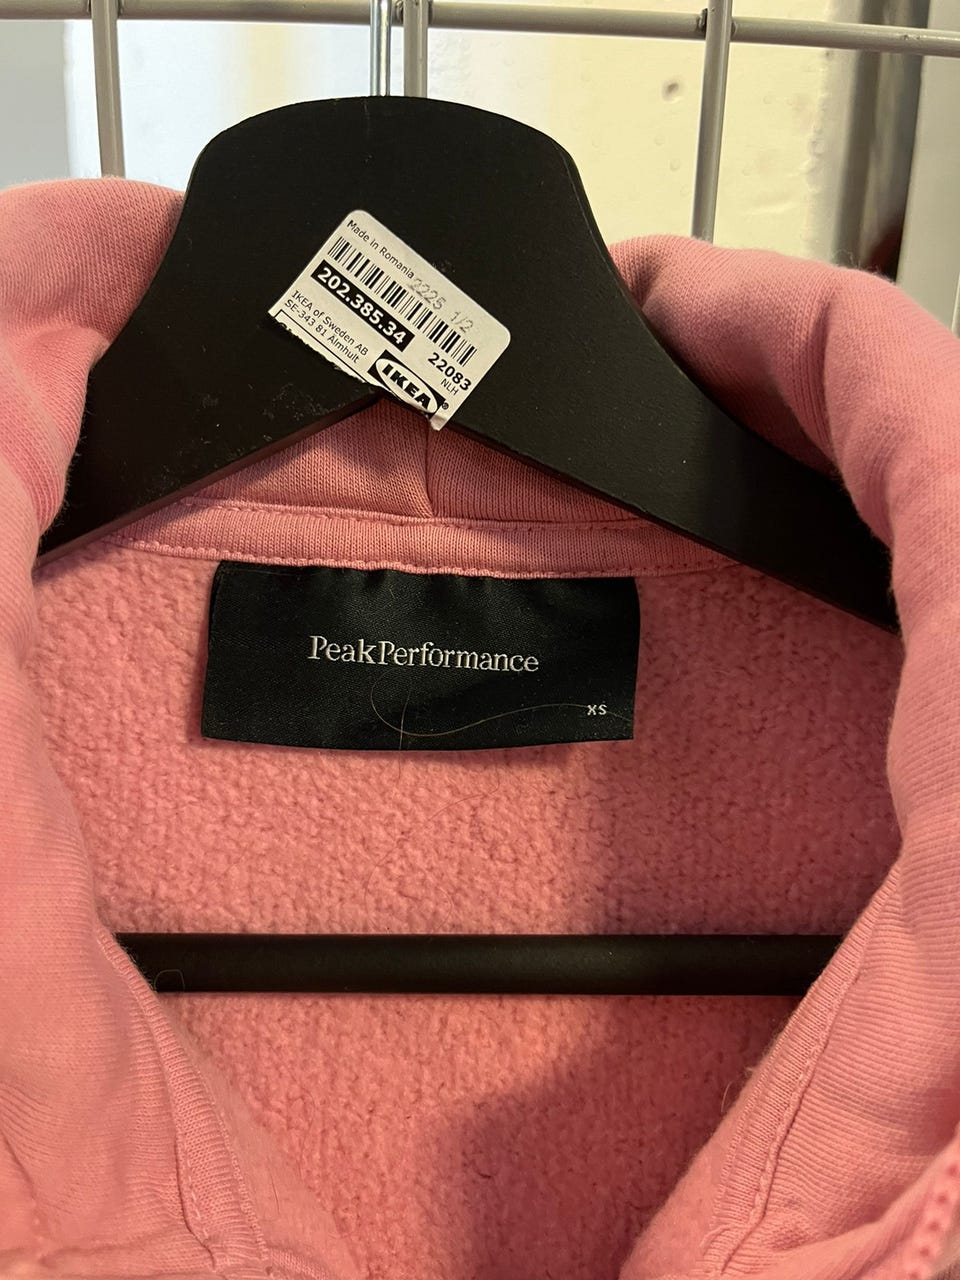 Made in Romania
2225 1/2
202.385.34
22083
NLH
IKEA of Sweden AB
SE-343 81 Älmhult
IKEA®
PeakPerformance
XS